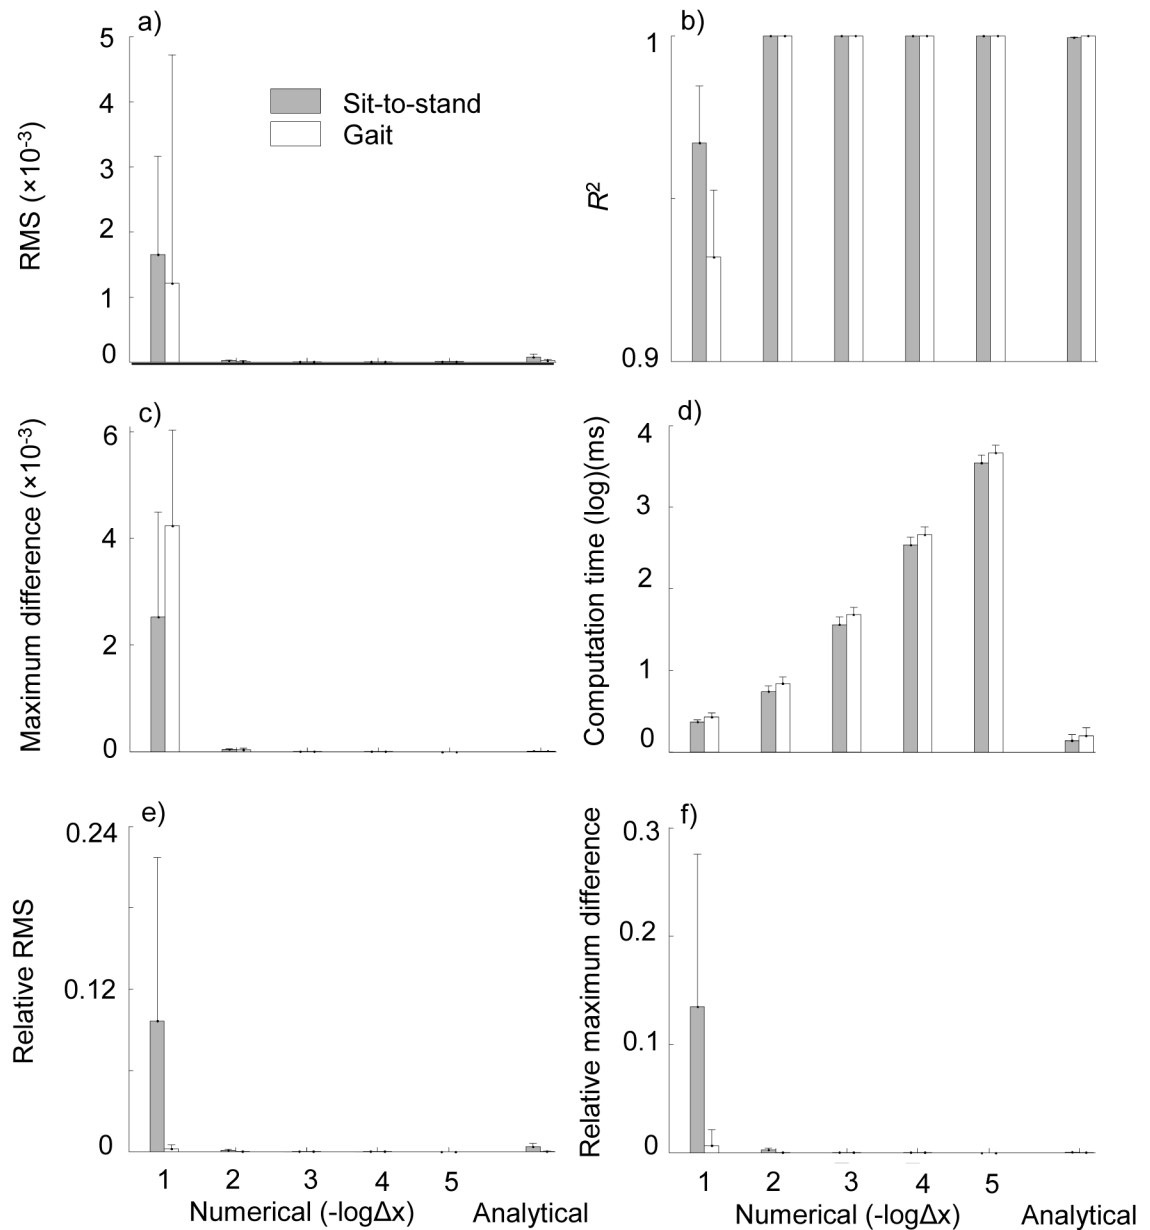 a)
RMS (×10⁻³)
5
4
3
2
1
0
Sit-to-stand
Gait
b)
R²
1
0.9
c)
Maximum difference (×10⁻³)
6
4
2
0
d)
Computation time (log)(ms)
4
3
2
1
0
e)
Relative RMS
0.24
0.12
0
1 2 3 4 5 Analytical
Numerical (-logΔx)
f)
Relative maximum difference
0.3
0.2
0.1
0
1 2 3 4 5 Analytical
Numerical (-logΔx)